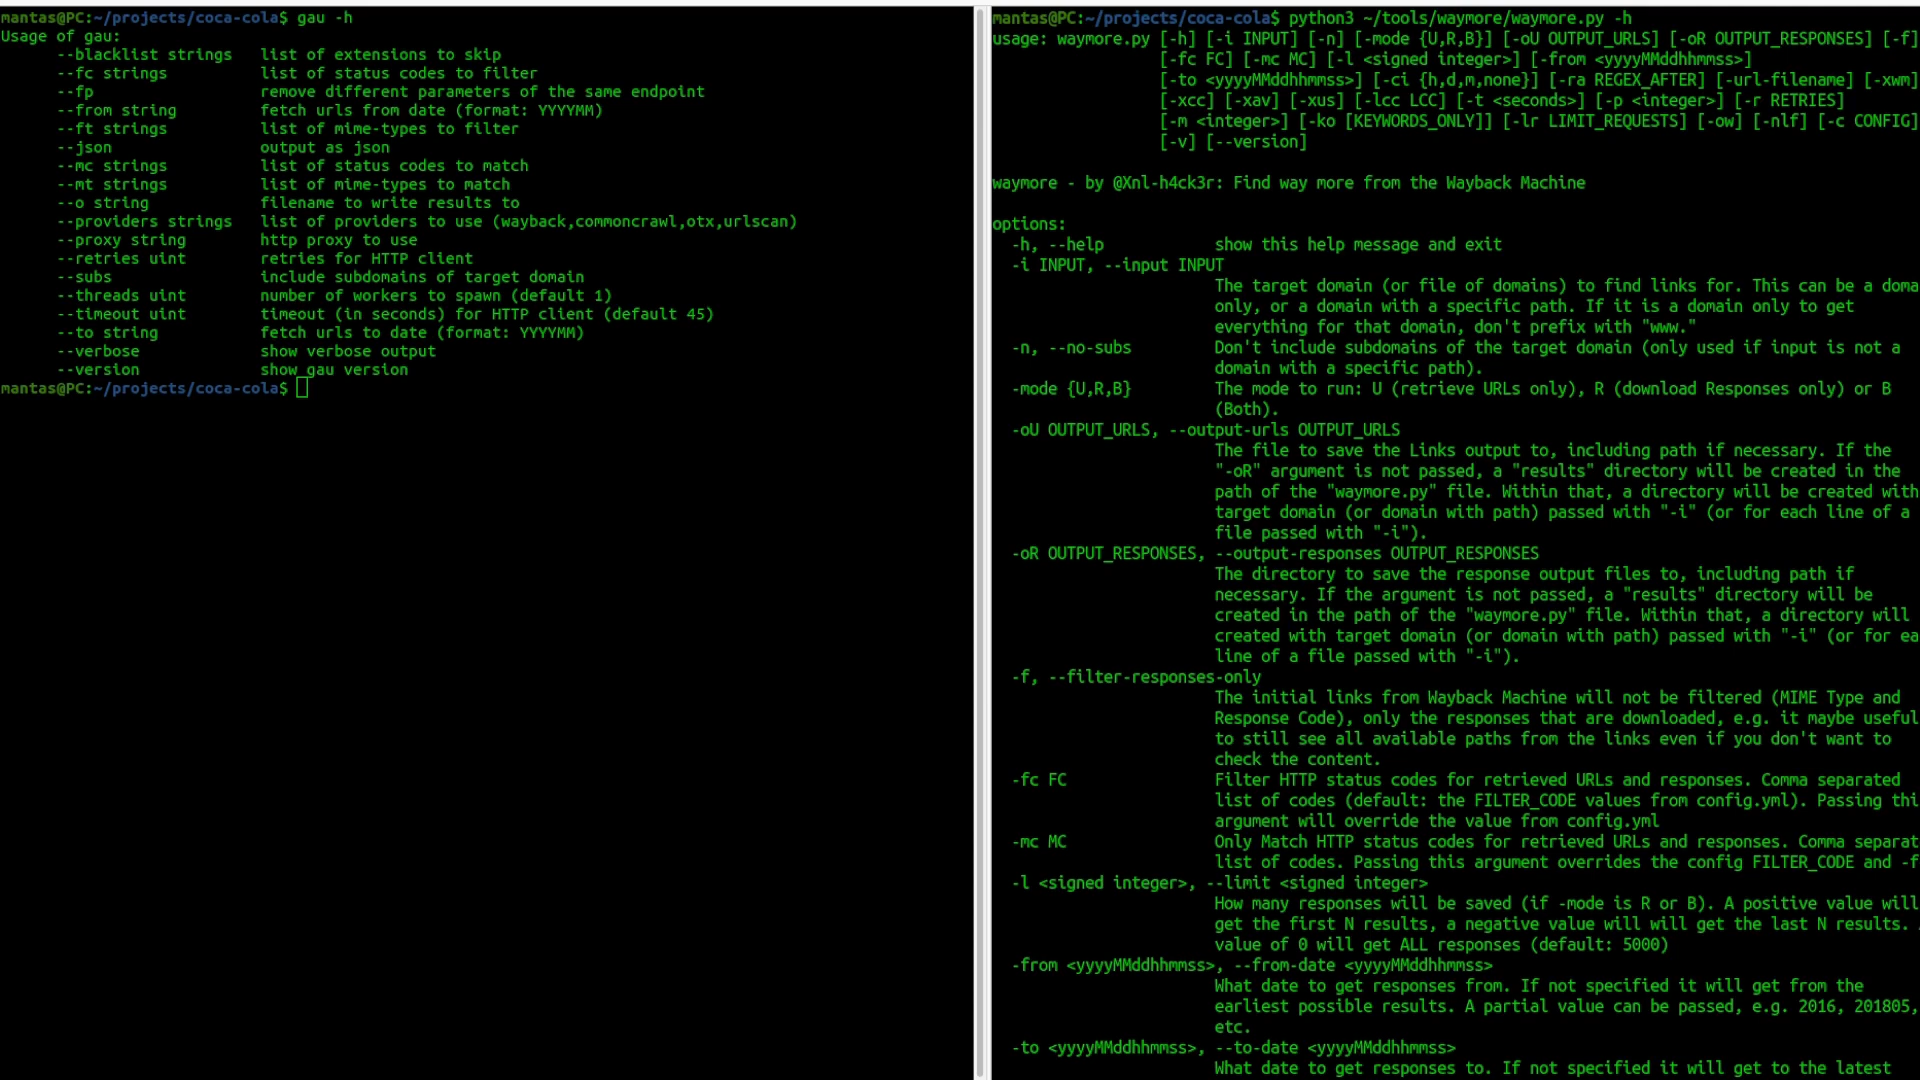 mantas@PC:~/projects/coca-cola$ gau -h
Usage of gau:
--blacklist strings list of extensions to skip
--fc strings list of status codes to filter
--fp remove different parameters of the same endpoint
--from string fetch urls from date (format: YYYYMM)
--ft strings list of mime-types to filter
--json output as json
--mc strings list of status codes to match
--mt strings list of mime-types to match
--o string filename to write results to
--providers strings list of providers to use (wayback,commoncrawl,otx,urlscan)
--proxy string http proxy to use
--retries uint retries for HTTP client
--subs include subdomains of target domain
--threads uint number of workers to spawn (default 1)
--timeout uint timeout (in seconds) for HTTP client (default 45)
--to string fetch urls to date (format: YYYYMM)
--verbose show verbose output
--version show gau version
mantas@PC:~/projects/coca-cola$
mantas@PC:~/projects/coca-cola$ python3 ~/tools/waymore/waymore.py -h
usage: waymore.py [-h] [-i INPUT] [-n] [-mode {U,R,B}] [-oU OUTPUT_URLS] [-oR OUTPUT_RESPONSES] [-f]
[-fc FC] [-mc MC] [-l <signed integer>] [-from <yyyyMMddhhmmss>]
[-to <yyyyMMddhhmmss>] [-ci {h,d,m,none}] [-ra REGEX_AFTER] [-url-filename] [-xwm]
[-xcc] [-xav] [-xus] [-lcc LCC] [-t <seconds>] [-p <integer>] [-r RETRIES]
[-m <integer>] [-ko [KEYWORDS_ONLY]] [-lr LIMIT_REQUESTS] [-ow] [-nlf] [-c CONFIG]
[-v] [--version]
waymore - by @Xnl-h4ck3r: Find way more from the Wayback Machine
options:
-h, --help show this help message and exit
-i INPUT, --input INPUT
The target domain (or file of domains) to find links for. This can be a doma
only, or a domain with a specific path. If it is a domain only to get
everything for that domain, don't prefix with "www."
-n, --no-subs Don't include subdomains of the target domain (only used if input is not a
domain with a specific path).
-mode {U,R,B} The mode to run: U (retrieve URLs only), R (download Responses only) or B
(Both).
-oU OUTPUT_URLS, --output-urls OUTPUT_URLS
The file to save the Links output to, including path if necessary. If the
"-oR" argument is not passed, a "results" directory will be created in the
path of the "waymore.py" file. Within that, a directory will be created with
target domain (or domain with path) passed with "-i" (or for each line of a
file passed with "-i").
-oR OUTPUT_RESPONSES, --output-responses OUTPUT_RESPONSES
The directory to save the response output files to, including path if
necessary. If the argument is not passed, a "results" directory will be
created in the path of the "waymore.py" file. Within that, a directory will
created with target domain (or domain with path) passed with "-i" (or for ea
line of a file passed with "-i").
-f, --filter-responses-only
The initial links from Wayback Machine will not be filtered (MIME Type and
Response Code), only the responses that are downloaded, e.g. it maybe useful
to still see all available paths from the links even if you don't want to
check the content.
-fc FC Filter HTTP status codes for retrieved URLs and responses. Comma separated
list of codes (default: the FILTER_CODE values from config.yml). Passing thi
argument will override the value from config.yml
-mc MC Only Match HTTP status codes for retrieved URLs and responses. Comma separat
list of codes. Passing this argument overrides the config FILTER_CODE and -f
-l <signed integer>, --limit <signed integer>
How many responses will be saved (if -mode is R or B). A positive value will
get the first N results, a negative value will will get the last N results.
value of 0 will get ALL responses (default: 5000)
-from <yyyyMMddhhmmss>, --from-date <yyyyMMddhhmmss>
What date to get responses from. If not specified it will get from the
earliest possible results. A partial value can be passed, e.g. 2016, 201805,
etc.
-to <yyyyMMddhhmmss>, --to-date <yyyyMMddhhmmss>
What date to get responses to. If not specified it will get to the latest